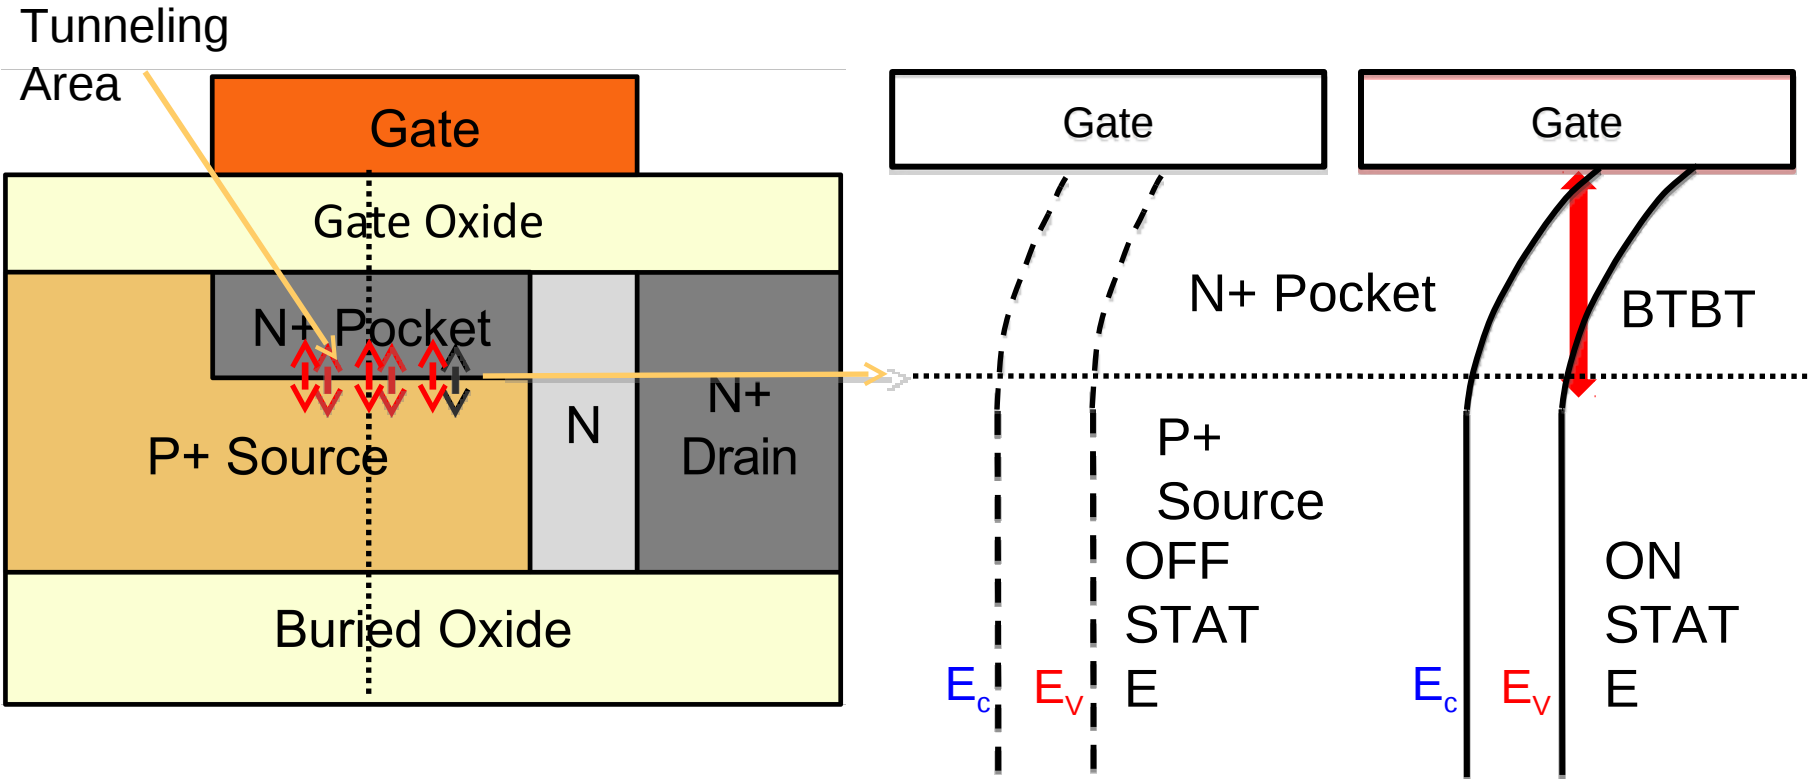 Tunneling
Area
Gate
Gate Oxide
N+ Pocket
P+ Source
N
N+
Drain
Buried Oxide
Gate
Gate
N+ Pocket
BTBT
P+
Source
OFF
STAT
E
ON
STAT
E
Ec
EV
Ec
EV